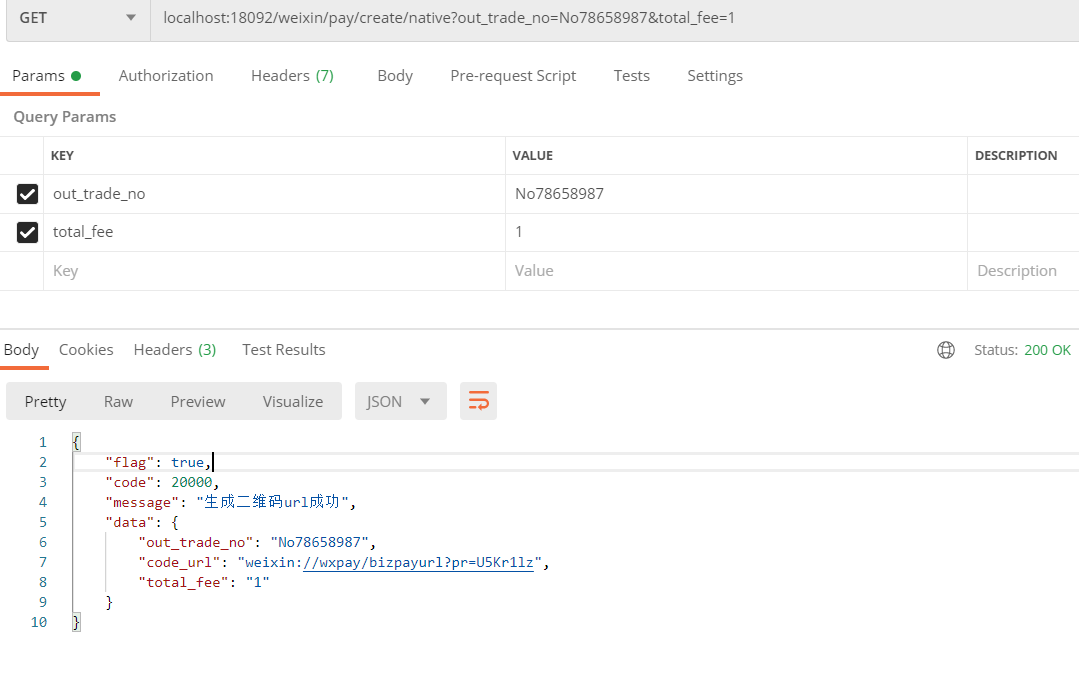 GET localhost:18092/weixin/pay/create/native?out_trade_no=No78658987&total_fee=1
Params Authorization Headers (7) Body Pre-request Script Tests Settings
Query Params
KEY VALUE DESCRIPTION
out_trade_no No78658987
total_fee 1
Key Value Description
Body Cookies Headers (3) Test Results Status: 200 OK
Pretty Raw Preview Visualize JSON
1 {
2 "flag": true,
3 "code": 20000,
4 "message": "生成二维码url成功",
5 "data": {
6 "out_trade_no": "No78658987",
7 "code_url": "weixin://wxpay/bizpayurl?pr=U5Kr1lz",
8 "total_fee": "1"
9 }
10 }